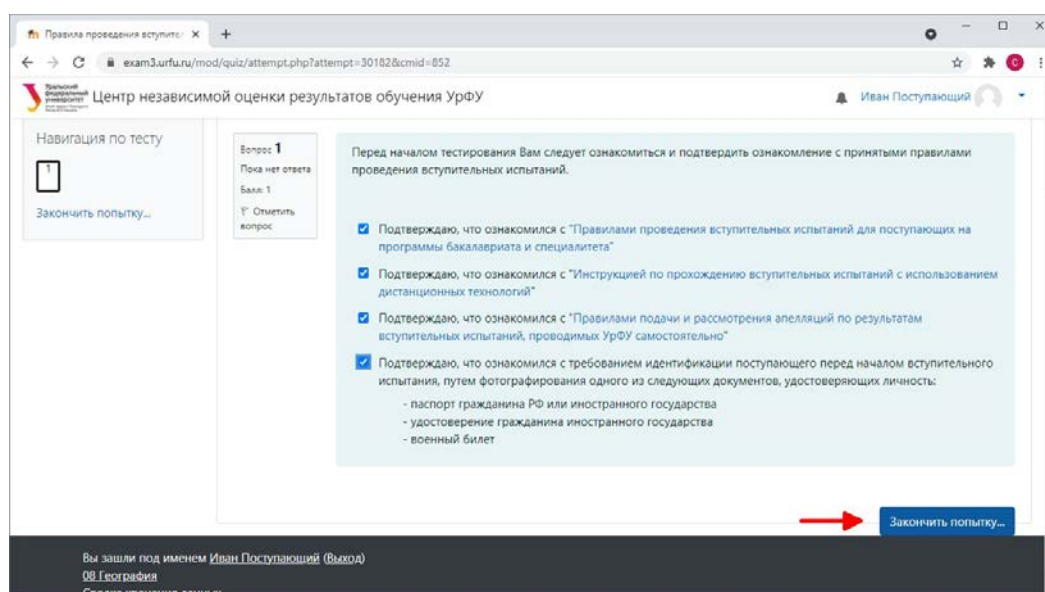 Правила проведения вступител
exam3.urfu.ru/mod/quiz/attempt.php?attempt=30182&cmid=852
С
Уральский
федеральный
университет
Центр независимой оценки результатов обучения УрФУ
Иван Поступающий
Навигация по тесту
1
Закончить попытку...
Вопрос 1
Пока нет ответа
Балл: 1
Отметить
вопрос
Перед началом тестирования Вам следует ознакомиться и подтвердить ознакомление с принятыми правилами
проведения вступительных испытаний.
Подтверждаю, что ознакомился с "Правилами проведения вступительных испытаний для поступающих на
программы бакалавриата и специалитета"
Подтверждаю, что ознакомился с "Инструкцией по прохождению вступительных испытаний с использованием
дистанционных технологий"
Подтверждаю, что ознакомился с "Правилами подачи и рассмотрения апелляций по результатам
вступительных испытаний, проводимых УрФУ самостоятельно"
Подтверждаю, что ознакомился с требованием идентификации поступающего перед началом вступительного
испытания, путем фотографирования одного из следующих документов, удостоверяющих личность:
- паспорт гражданина РФ или иностранного государства
- удостоверение гражданина иностранного государства
- военный билет
Закончить попытку...
Вы зашли под именем Иван Поступающий (Выход)
08 География